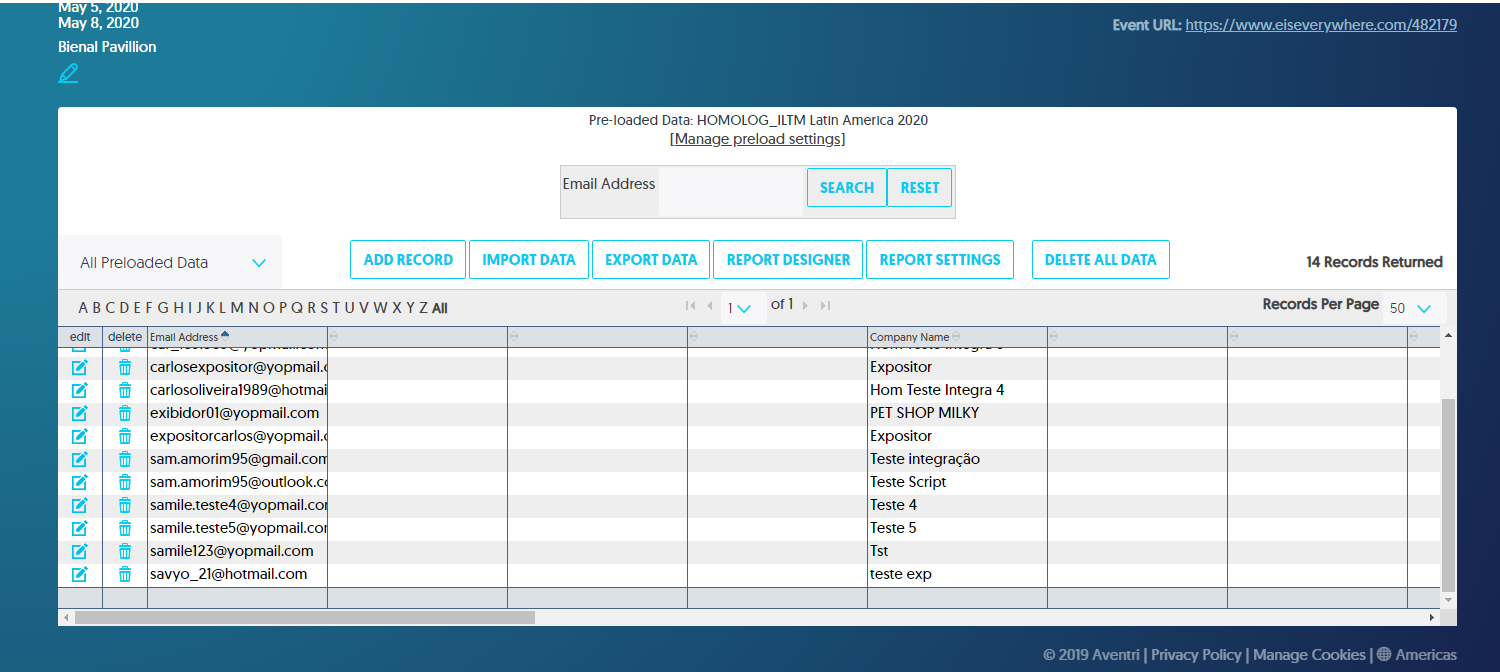 May 5, 2020
May 8, 2020
Event URL: https://www.eiseverywhere.com/482179
Bienal Pavillion
Pre-loaded Data: HOMOLOG_ILTM Latin America 2020
[Manage preload settings]
Email Address SEARCH RESET
All Preloaded Data ADD RECORD IMPORT DATA EXPORT DATA REPORT DESIGNER REPORT SETTINGS DELETE ALL DATA 14 Records Returned
A B C D E F G H I J K L M N O P Q R S T U V W X Y Z All 1 of 1 Records Per Page 50
edit delete Email Address Company Name
carlosexpositor@yopmail.c Expositor
carlosoliveira1989@hotmai Hom Teste Integra 4
exibidor01@yopmail.com PET SHOP MILKY
expositorcarlos@yopmail.c Expositor
sam.amorim95@gmail.com Teste integração
sam.amorim95@outlook.co Teste Script
samile.teste4@yopmail.cor Teste 4
samile.teste5@yopmail.cor Teste 5
samile123@yopmail.com Tst
savyo_21@hotmail.com teste exp
© 2019 Aventri | Privacy Policy | Manage Cookies | Americas